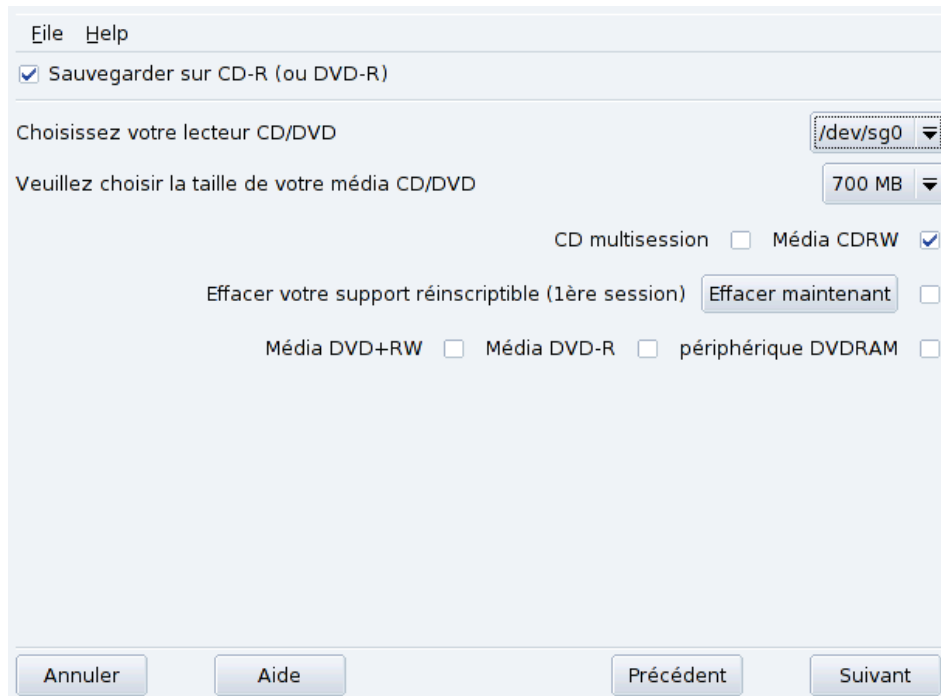 File Help
Sauvegarder sur CD-R (ou DVD-R)
Choisissez votre lecteur CD/DVD /dev/sg0
Veuillez choisir la taille de votre média CD/DVD 700 MB
CD multisession Média CDRW
Effacer votre support réinscriptible (1ère session) Effacer maintenant
Média DVD+RW Média DVD-R périphérique DVDRAM
Annuler Aide Précédent Suivant